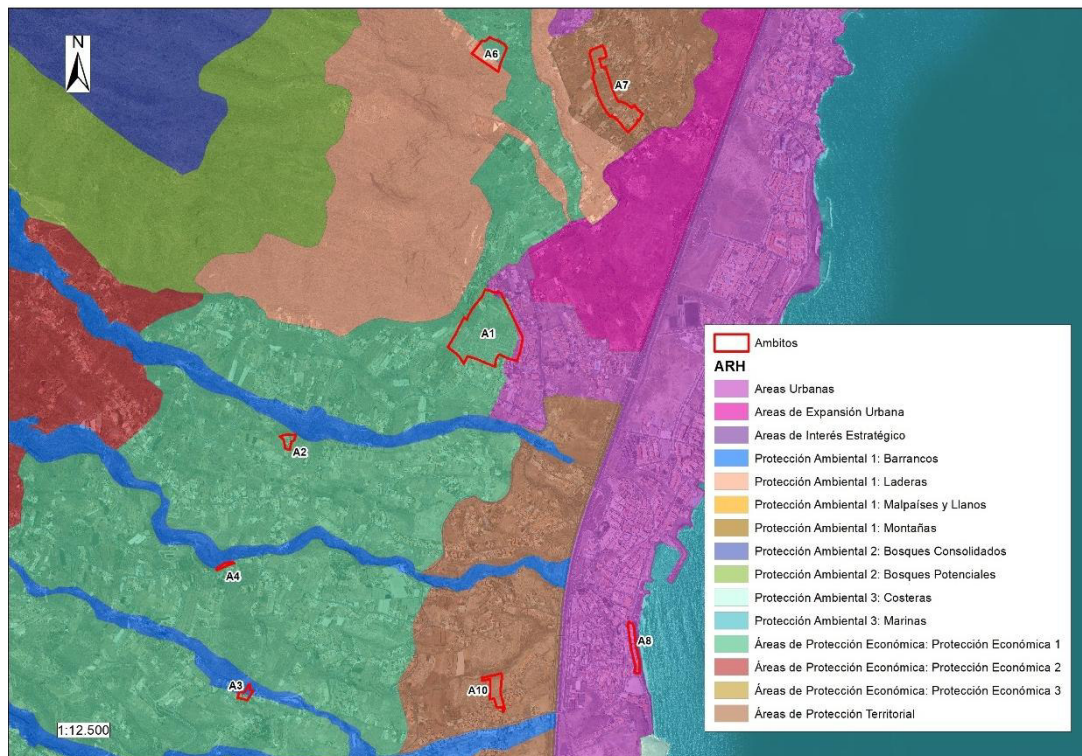 N
A6
A7
A1
A2
A4
A3
A10
A8
1:12.500
Ambitos
ARH
Areas Urbanas
Areas de Expansión Urbana
Areas de Interés Estratégico
Protección Ambiental 1: Barrancos
Protección Ambiental 1: Laderas
Protección Ambiental 1: Malpaíses y Llanos
Protección Ambiental 1: Montañas
Protección Ambiental 2: Bosques Consolidados
Protección Ambiental 2: Bosques Potenciales
Protección Ambiental 3: Costeras
Protección Ambiental 3: Marinas
Áreas de Protección Económica: Protección Económica 1
Áreas de Protección Económica: Protección Económica 2
Áreas de Protección Económica: Protección Económica 3
Áreas de Protección Territorial